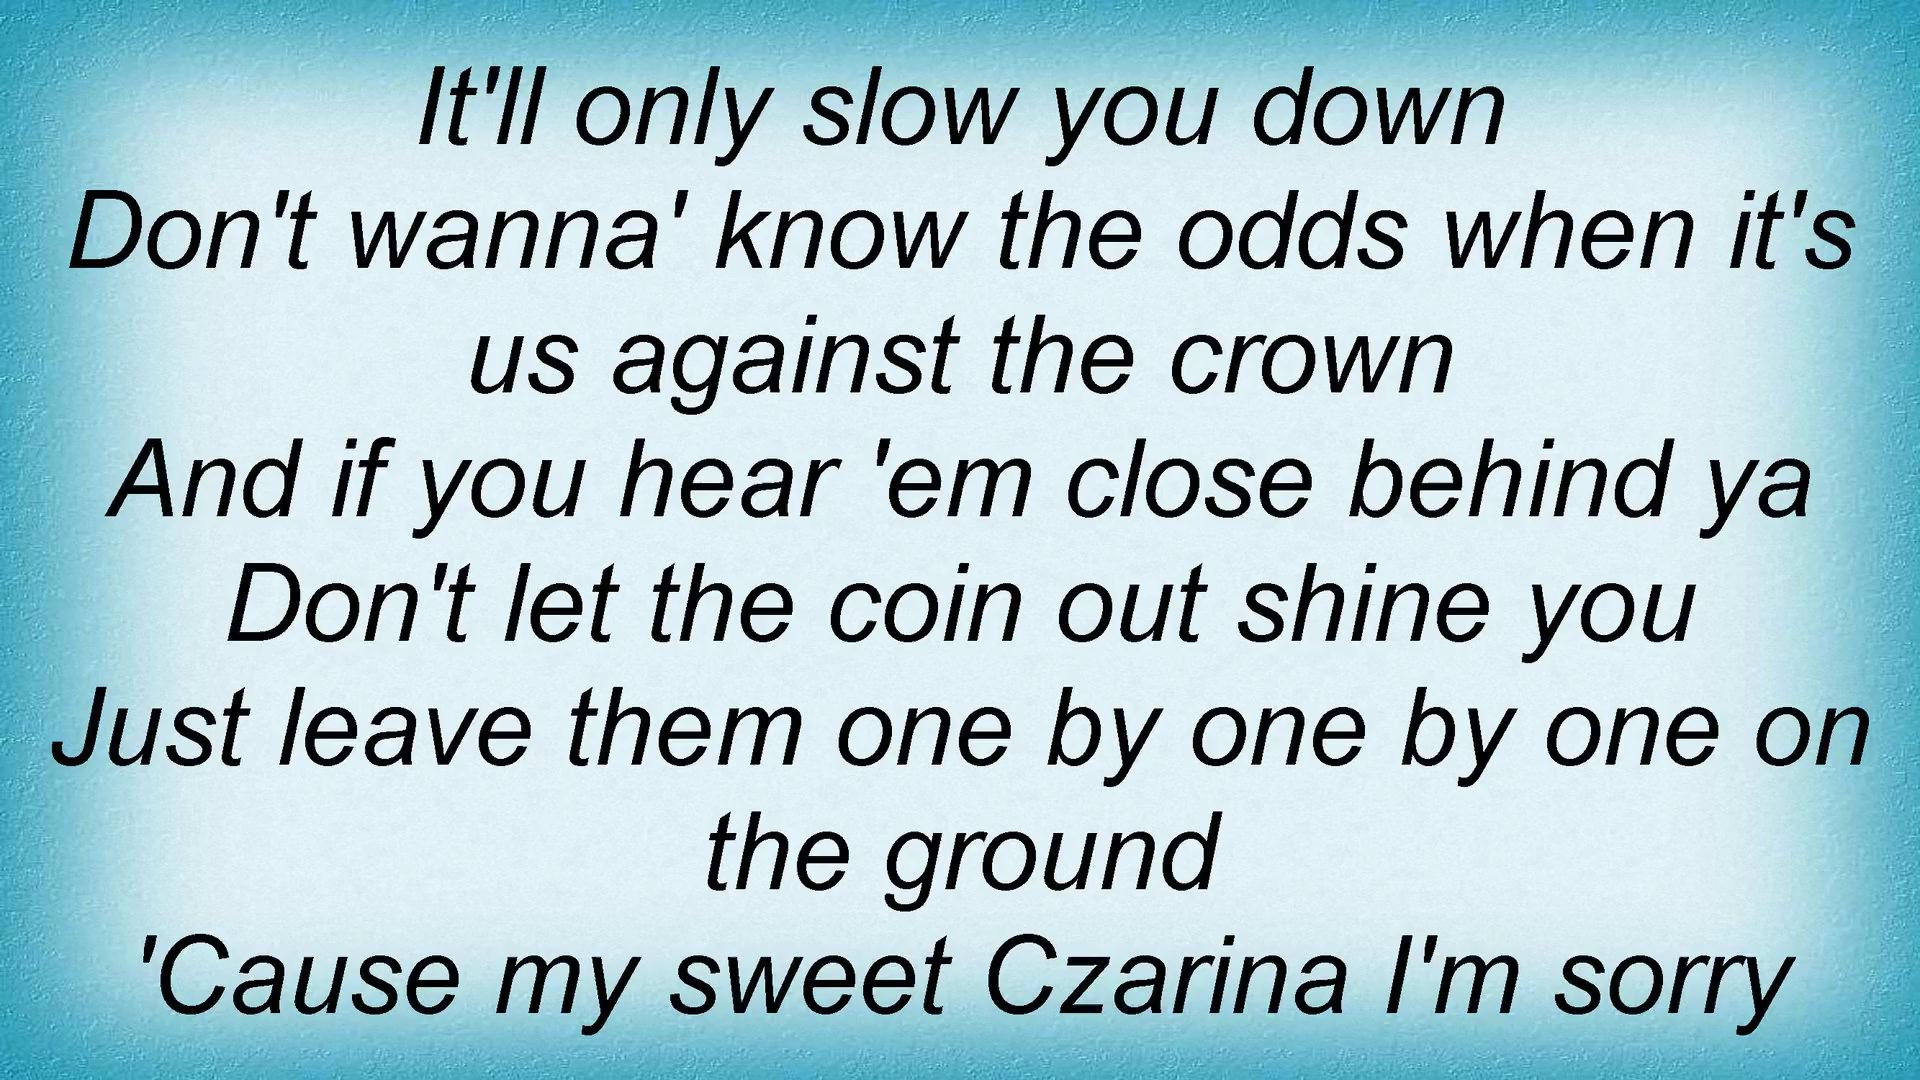 It'll only slow you down
Don't wanna' know the odds when it's
us against the crown
And if you hear 'em close behind ya
Don't let the coin out shine you
Just leave them one by one by one on
the ground
'Cause my sweet Czarina I'm sorry